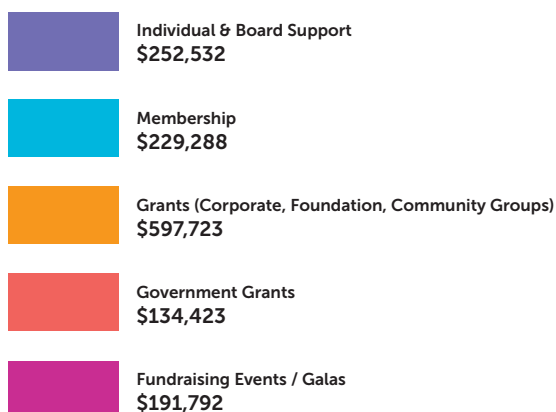 Individual & Board Support
$252,532
Membership
$229,288
Grants (Corporate, Foundation, Community Groups)
$597,723
Government Grants
$134,423
Fundraising Events / Galas
$191,792